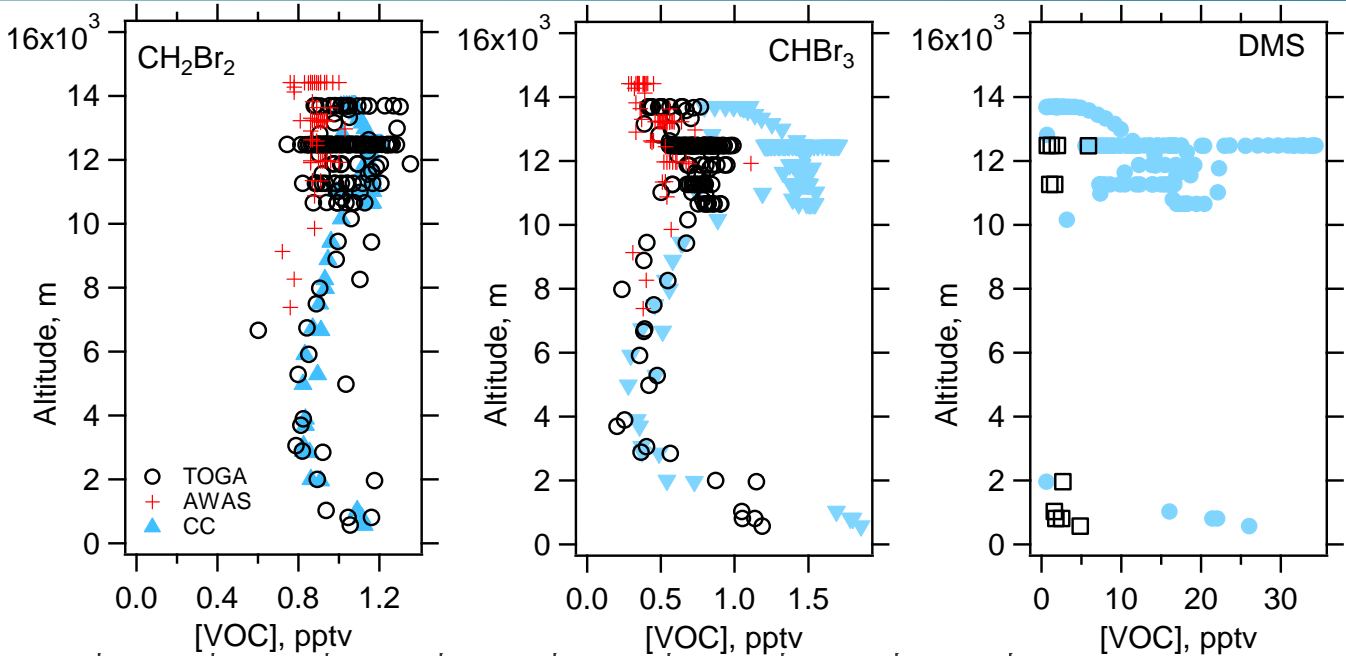 16x10³
14
12
10
8
6
4
2
0
Altitude, m
CH₂Br₂
TOGA
AWAS
CC
0.0 0.4 0.8 1.2
[VOC], pptv
16x10³
14
12
10
8
6
4
2
0
Altitude, m
CHBr₃
0.0 0.5 1.0 1.5
[VOC], pptv
16x10³
14
12
10
8
6
4
2
0
Altitude, m
DMS
0 10 20 30
[VOC], pptv